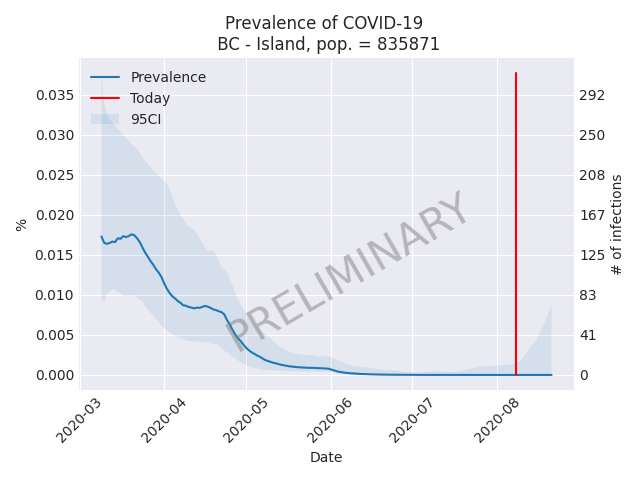 Prevalence of COVID-19
BC - Island, pop. = 835871
Prevalence
Today
95CI
0.035
0.030
0.025
0.020
0.015
0.010
0.005
0.000
%
292
250
208
167
125
83
41
0
# of infections
PRELIMINARY
2020-03
2020-04
2020-05
2020-06
2020-07
2020-08
Date